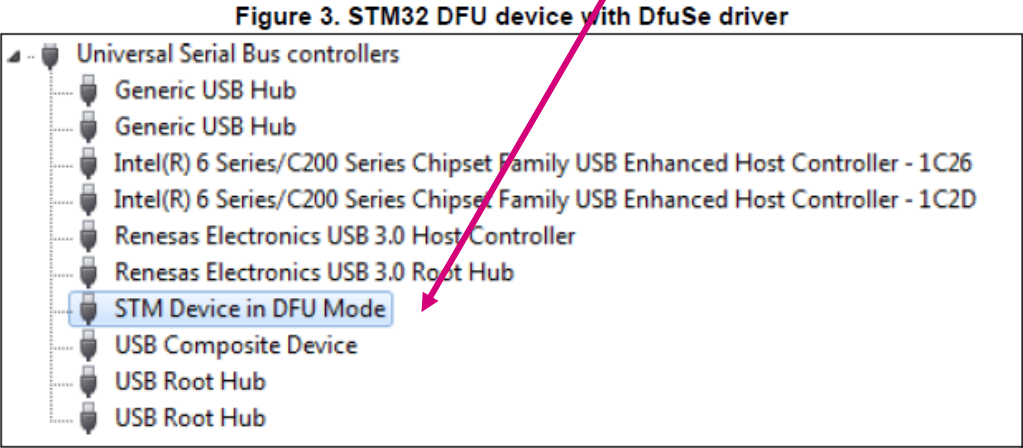 Figure 3. STM32 DFU device with DfuSe driver
Universal Serial Bus controllers
Generic USB Hub
Generic USB Hub
Intel(R) 6 Series/C200 Series Chipset Family USB Enhanced Host Controller - 1C26
Intel(R) 6 Series/C200 Series Chipset Family USB Enhanced Host Controller - 1C2D
Renesas Electronics USB 3.0 Host Controller
Renesas Electronics USB 3.0 Root Hub
STM Device in DFU Mode
USB Composite Device
USB Root Hub
USB Root Hub